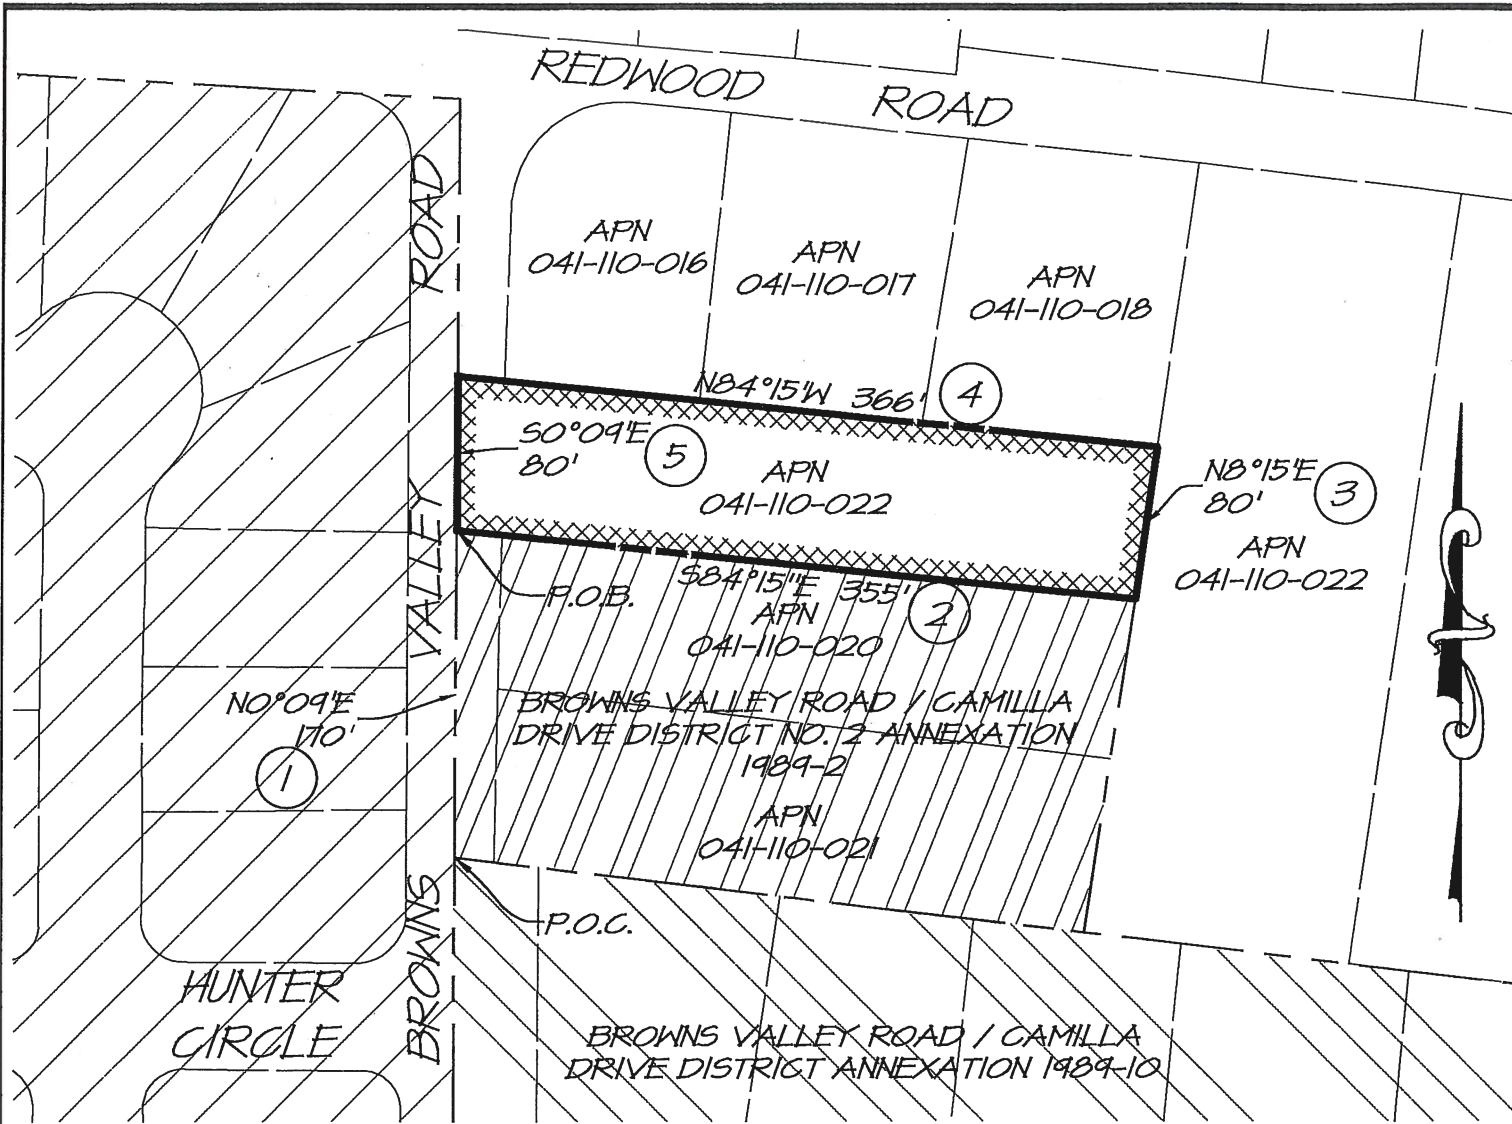 REDWOOD ROAD
BROWNS VALLEY ROAD
APN
041-110-016
APN
041-110-017
APN
041-110-018
N84°15'W 366'
4
S0°09'E
80'
5
APN
041-110-022
N8°15'E
80'
3
APN
041-110-022
P.O.B.
S84°15"E 355'
2
APN
041-110-020
N0°09'E
170'
1
BROWNS VALLEY ROAD / CAMILLA
DRIVE DISTRICT NO. 2 ANNEXATION
1989-2
APN
041-110-021
P.O.C.
HUNTER
CIRCLE
BROWNS VALLEY ROAD / CAMILLA
DRIVE DISTRICT ANNEXATION 1989-10